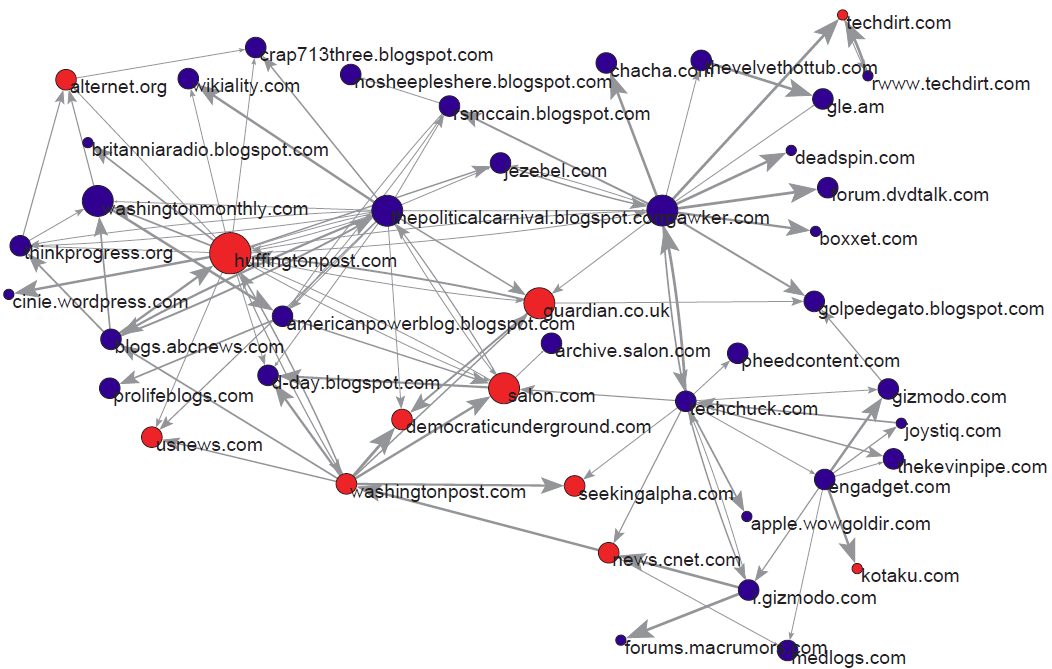 techdirt.com
crap713three.blogspot.com
chacha.com
thevelvethottub.com
alternet.org
wikiality.com
nosheepleshere.blogspot.com
rwww.techdirt.com
rsmccain.blogspot.com
gle.am
britanniaradio.blogspot.com
deadspin.com
jezebel.com
forum.dvdtalk.com
washingtonmonthly.com
thepoliticalcarnival.blogspot.com
gawker.com
boxxet.com
thinkprogress.org
huffingtonpost.com
cinie.wordpress.com
guardian.co.uk
golpedegato.blogspot.com
americanpowerblog.blogspot.com
blogs.abcnews.com
archive.salon.com
pheedcontent.com
d-day.blogspot.com
prolifeblogs.com
salon.com
gizmodo.com
techchuck.com
democraticunderground.com
joystiq.com
usnews.com
thekevinpipe.com
washingtonpost.com
seekingalpha.com
engadget.com
apple.wowgoldir.com
news.cnet.com
kotaku.com
i.gizmodo.com
forums.macrumors.com
medlogs.com